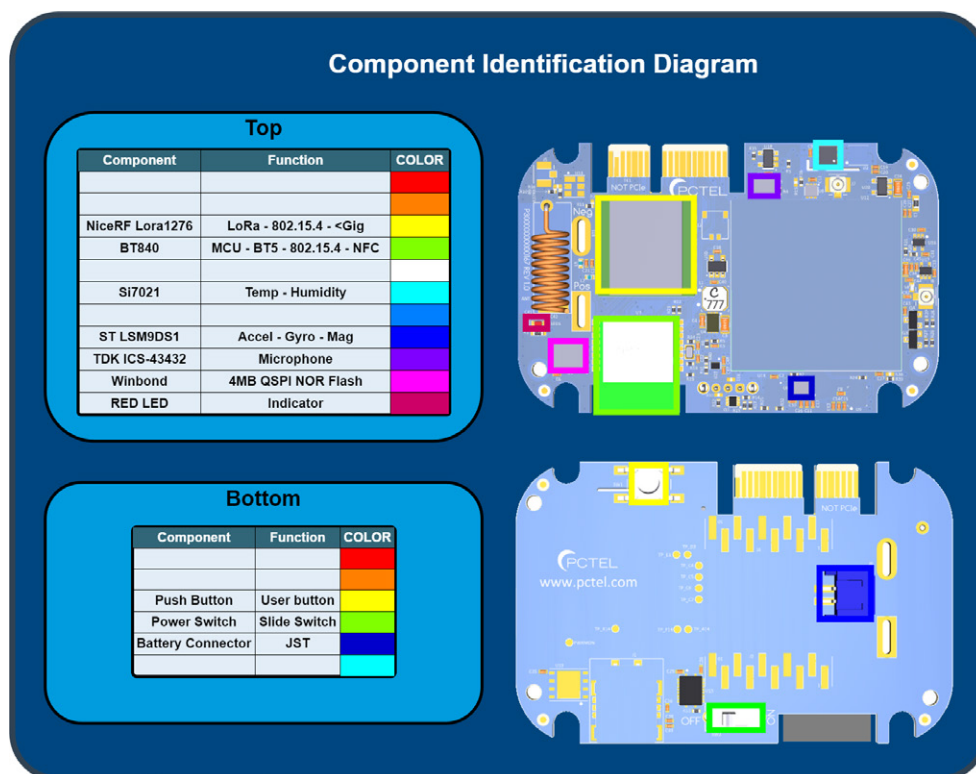 Component Identification Diagram
Top
Component Function COLOR
NiceRF Lora1276 LoRa - 802.15.4 - <Gig
BT840 MCU - BT5 - 802.15.4 - NFC
Si7021 Temp - Humidity
ST LSM9DS1 Accel - Gyro - Mag
TDK ICS-43432 Microphone
Winbond 4MB QSPI NOR Flash
RED LED Indicator
NOT PCIe
PCTEL
Neg
Pos
C
777
Bottom
Component Function COLOR
Push Button User button
Power Switch Slide Switch
Battery Connector JST
NOT PCIe
PCTEL
www.pctel.com
OFF
ON